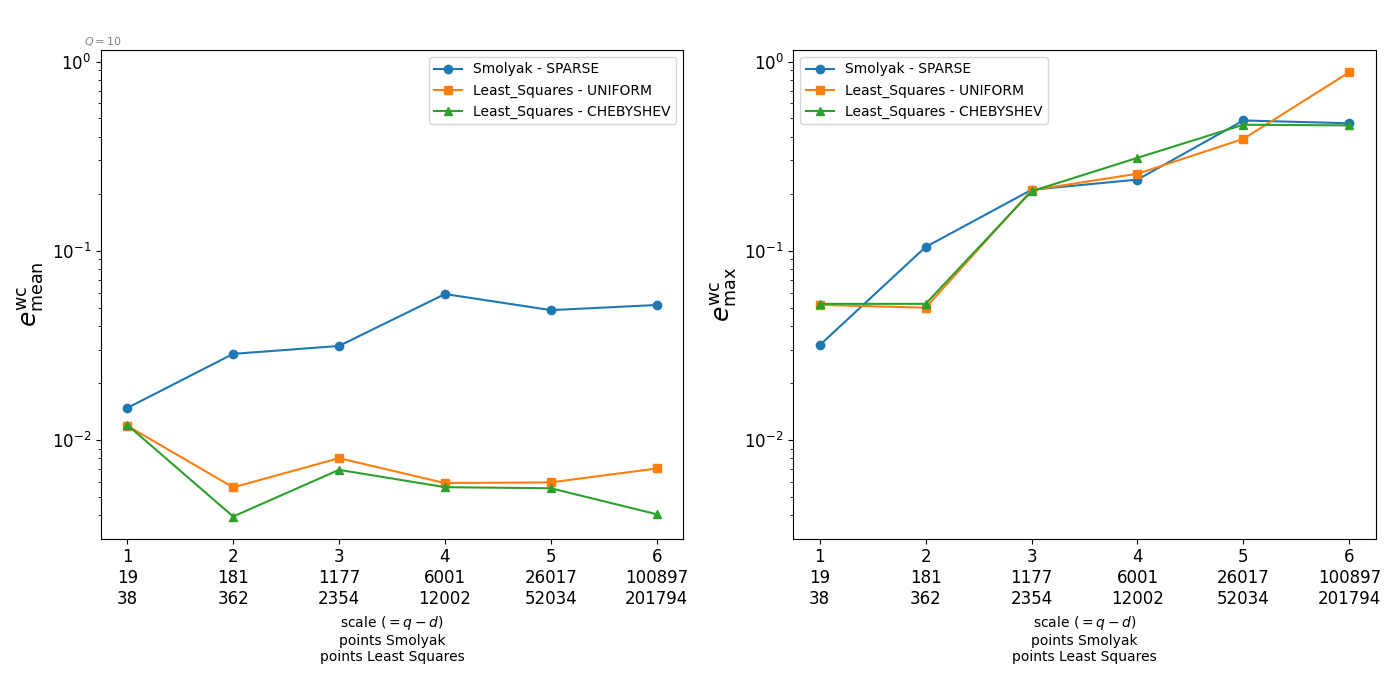 Q = 10
10⁰
10⁻¹
10⁻²
e^wc_mean
Smolyak - SPARSE
Least_Squares - UNIFORM
Least_Squares - CHEBYSHEV
1 2 3 4 5 6
19 181 1177 6001 26017 100897
38 362 2354 12002 52034 201794
scale (= q − d)
points Smolyak
points Least Squares
10⁰
10⁻¹
10⁻²
e^wc_max
Smolyak - SPARSE
Least_Squares - UNIFORM
Least_Squares - CHEBYSHEV
1 2 3 4 5 6
19 181 1177 6001 26017 100897
38 362 2354 12002 52034 201794
scale (= q − d)
points Smolyak
points Least Squares